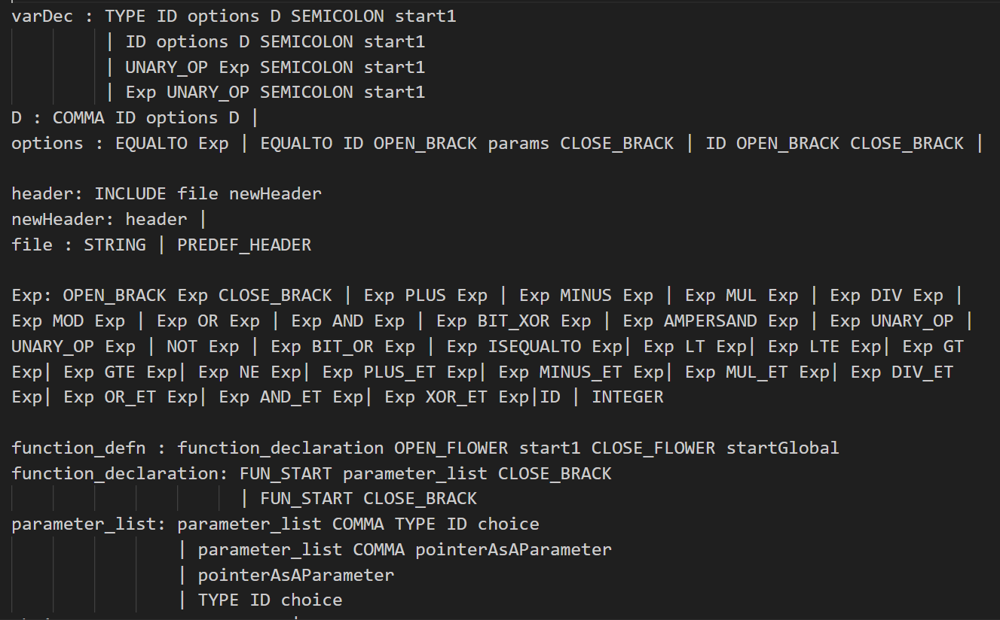 varDec : TYPE ID options D SEMICOLON start1
| ID options D SEMICOLON start1
| UNARY_OP Exp SEMICOLON start1
| Exp UNARY_OP SEMICOLON start1
D : COMMA ID options D |
options : EQUALTO Exp | EQUALTO ID OPEN_BRACK params CLOSE_BRACK | ID OPEN_BRACK CLOSE_BRACK |
header: INCLUDE file newHeader
newHeader: header |
file : STRING | PREDEF_HEADER
Exp: OPEN_BRACK Exp CLOSE_BRACK | Exp PLUS Exp | Exp MINUS Exp | Exp MUL Exp | Exp DIV Exp |
Exp MOD Exp | Exp OR Exp | Exp AND Exp | Exp BIT_XOR Exp | Exp AMPERSAND Exp | Exp UNARY_OP |
UNARY_OP Exp | NOT Exp | Exp BIT_OR Exp | Exp ISEQUALTO Exp| Exp LT Exp| Exp LTE Exp| Exp GT
Exp| Exp GTE Exp| Exp NE Exp| Exp PLUS_ET Exp| Exp MINUS_ET Exp| Exp MUL_ET Exp| Exp DIV_ET
Exp| Exp OR_ET Exp| Exp AND_ET Exp| Exp XOR_ET Exp|ID | INTEGER
function_defn : function_declaration OPEN_FLOWER start1 CLOSE_FLOWER startGlobal
function_declaration: FUN_START parameter_list CLOSE_BRACK
| FUN_START CLOSE_BRACK
parameter_list: parameter_list COMMA TYPE ID choice
| parameter_list COMMA pointerAsAParameter
| pointerAsAParameter
| TYPE ID choice